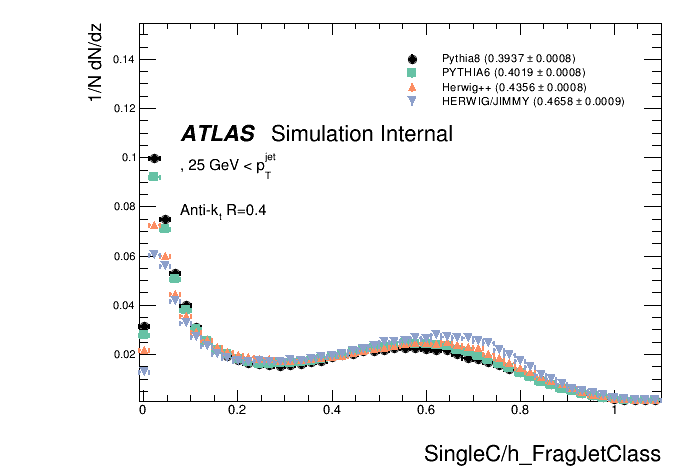 1/N dN/dz
0.14
0.12
0.1
0.08
0.06
0.04
0.02
Pythia8 (0.3937 ± 0.0008)
PYTHIA6 (0.4019 ± 0.0008)
Herwig++ (0.4356 ± 0.0008)
HERWIG/JIMMY (0.4658 ± 0.0009)
ATLAS Simulation Internal
, 25 GeV < p_T^jet
Anti-k_t R=0.4
0 0.2 0.4 0.6 0.8 1
SingleC/h_FragJetClass